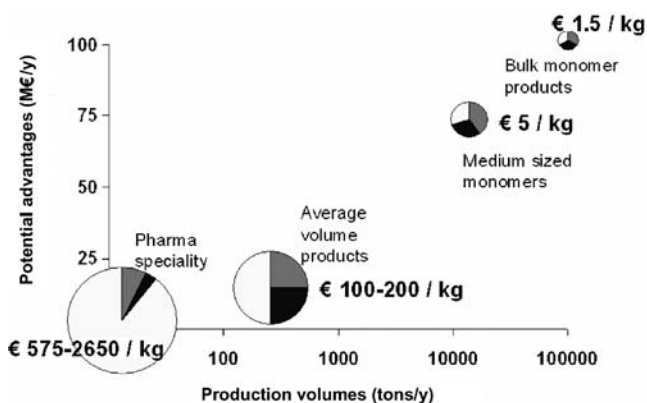 € 1.5 / kg
100
Bulk monomer
products
75
€ 5 / kg
Medium sized
monomers
50
Average
volume
products
Pharma
speciality
25
€ 100-200 / kg
€ 575-2650 / kg
100
1000
10000
100000
Potential advantages (M€/y)
Production volumes (tons/y)